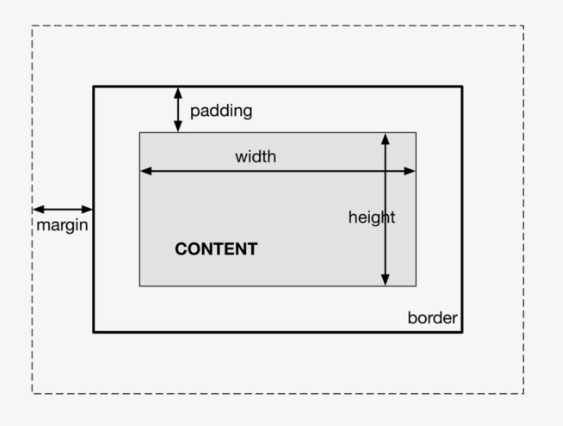 padding
width
height
margin
CONTENT
border